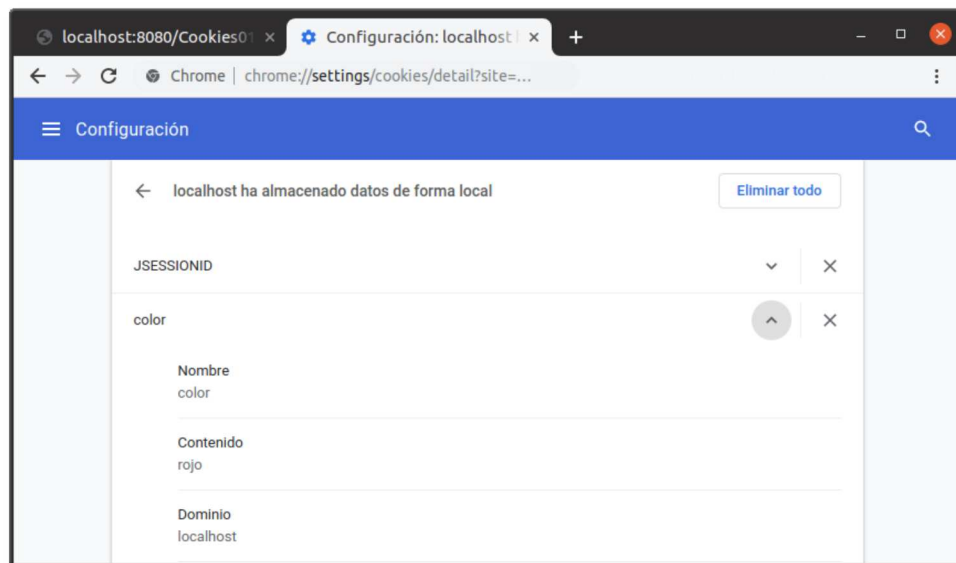 localhost:8080/Cookies01
Configuración: localhost
Chrome | chrome://settings/cookies/detail?site=...
Configuración
localhost ha almacenado datos de forma local
Eliminar todo
JSESSIONID
color
Nombre
color
Contenido
rojo
Dominio
localhost